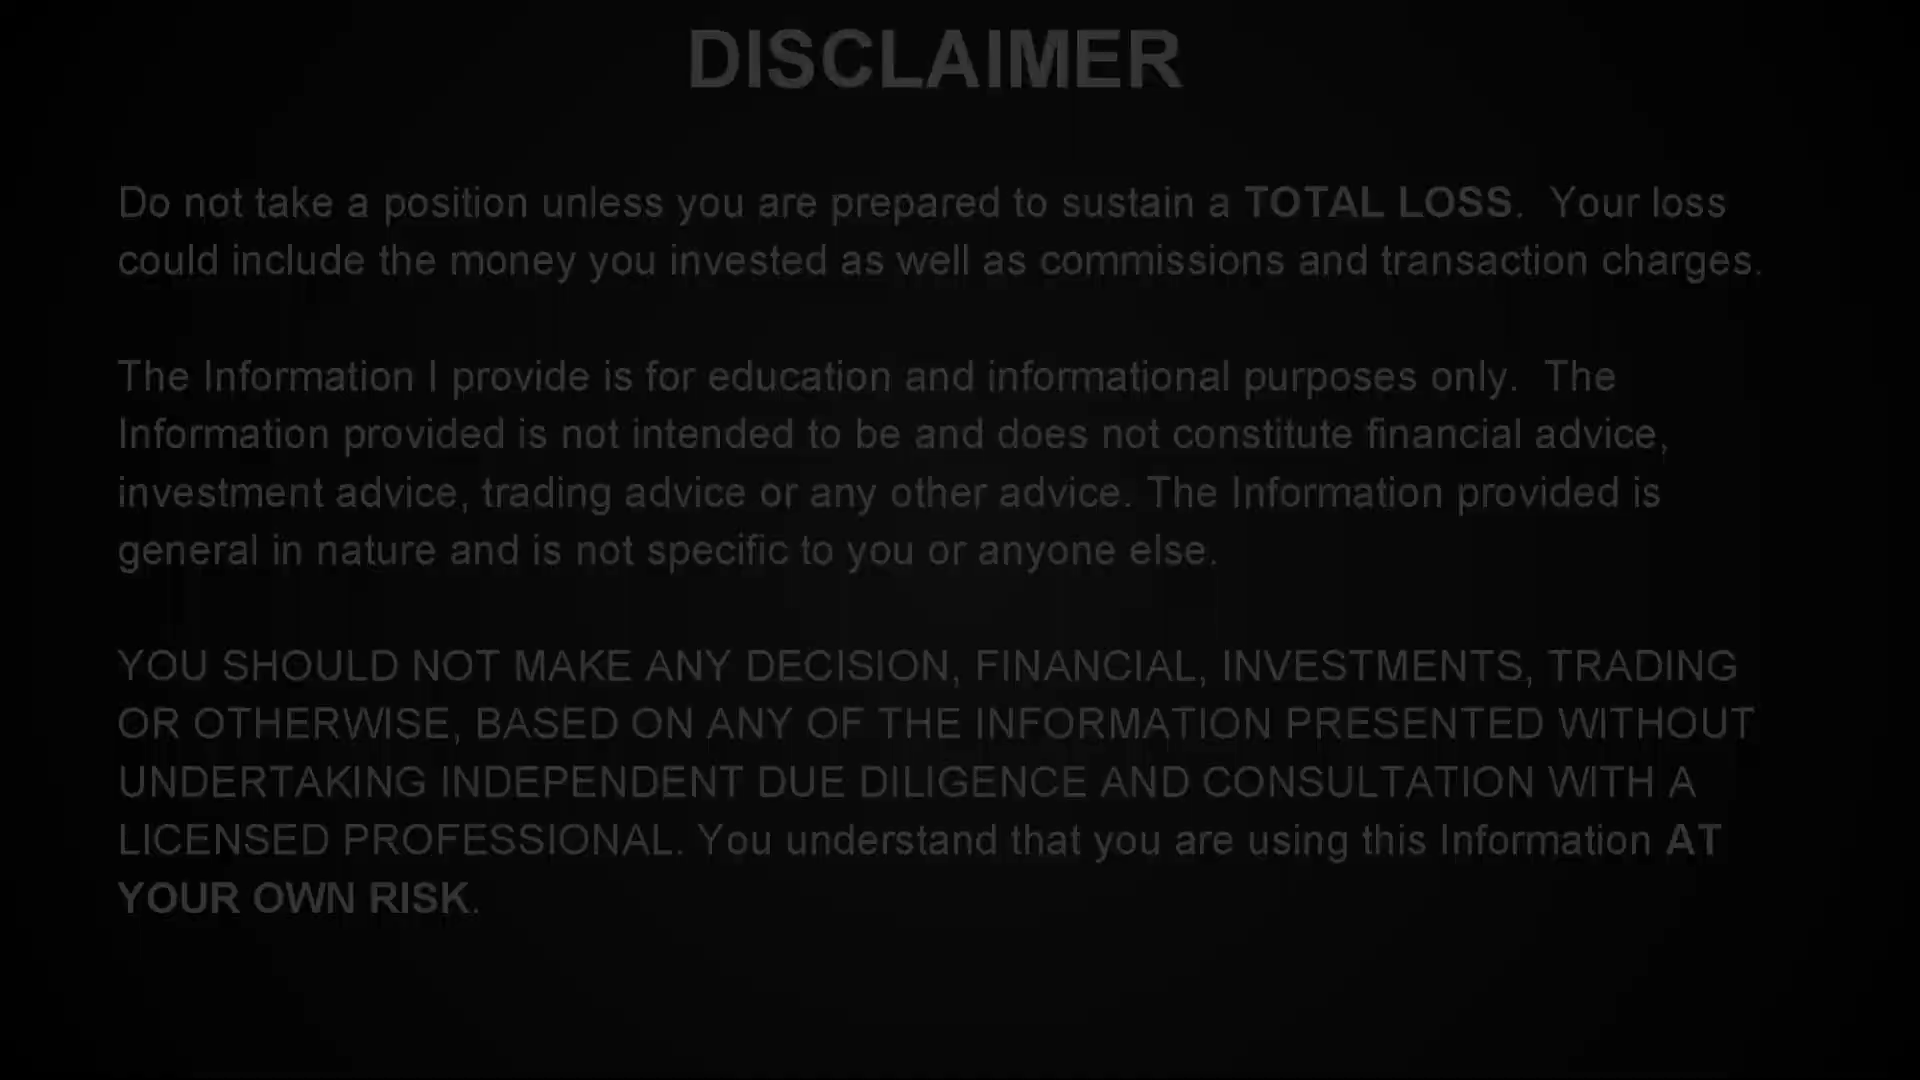 DISCLAIMER
Do not take a position unless you are prepared to sustain a TOTAL LOSS.  Your loss
could include the money you invested as well as commissions and transaction charges.
The Information I provide is for education and informational purposes only.  The
Information provided is not intended to be and does not constitute financial advice,
investment advice, trading advice or any other advice. The Information provided is
general in nature and is not specific to you or anyone else.
YOU SHOULD NOT MAKE ANY DECISION, FINANCIAL, INVESTMENTS, TRADING
OR OTHERWISE, BASED ON ANY OF THE INFORMATION PRESENTED WITHOUT
UNDERTAKING INDEPENDENT DUE DILIGENCE AND CONSULTATION WITH A
LICENSED PROFESSIONAL. You understand that you are using this Information AT
YOUR OWN RISK.